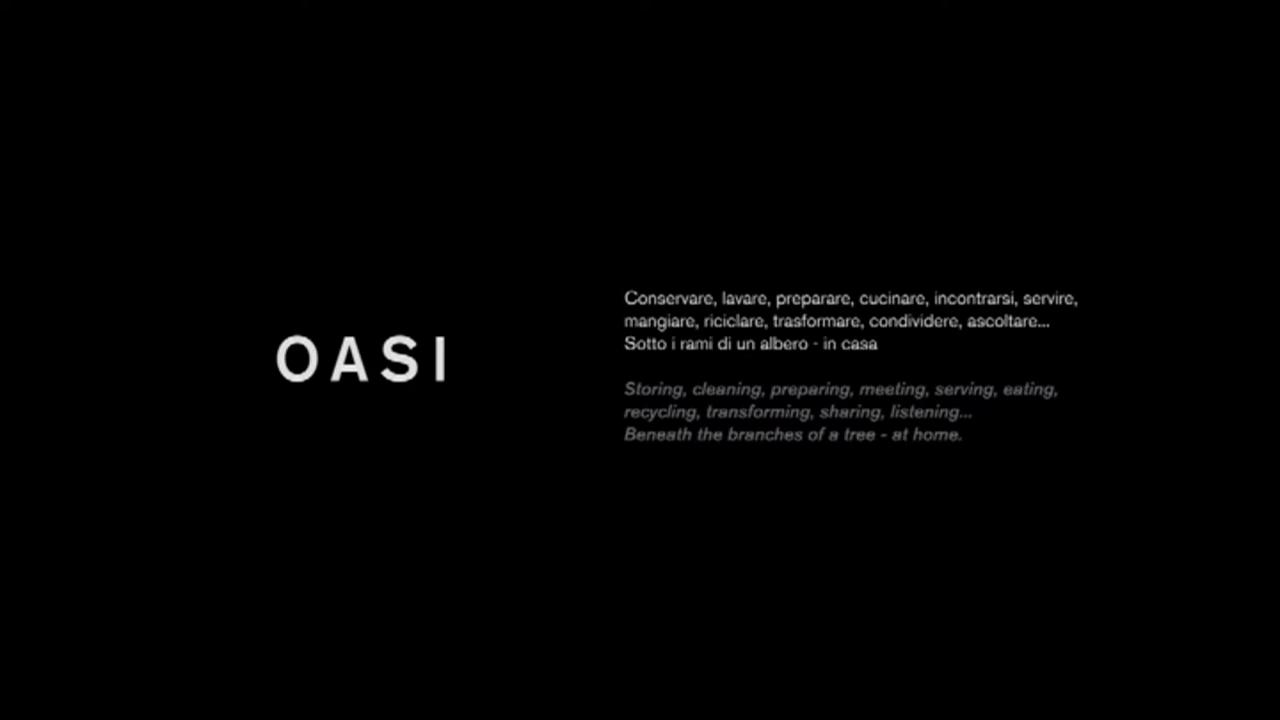 OASI
Conservare, lavare, preparare, cucinare, incontrarsi, servire,
mangiare, riciclare, trasformare, condividere, ascoltare...
Sotto i rami di un albero - in casa
Storing, cleaning, preparing, meeting, serving, eating,
recycling, transforming, sharing, listening...
Beneath the branches of a tree - at home.